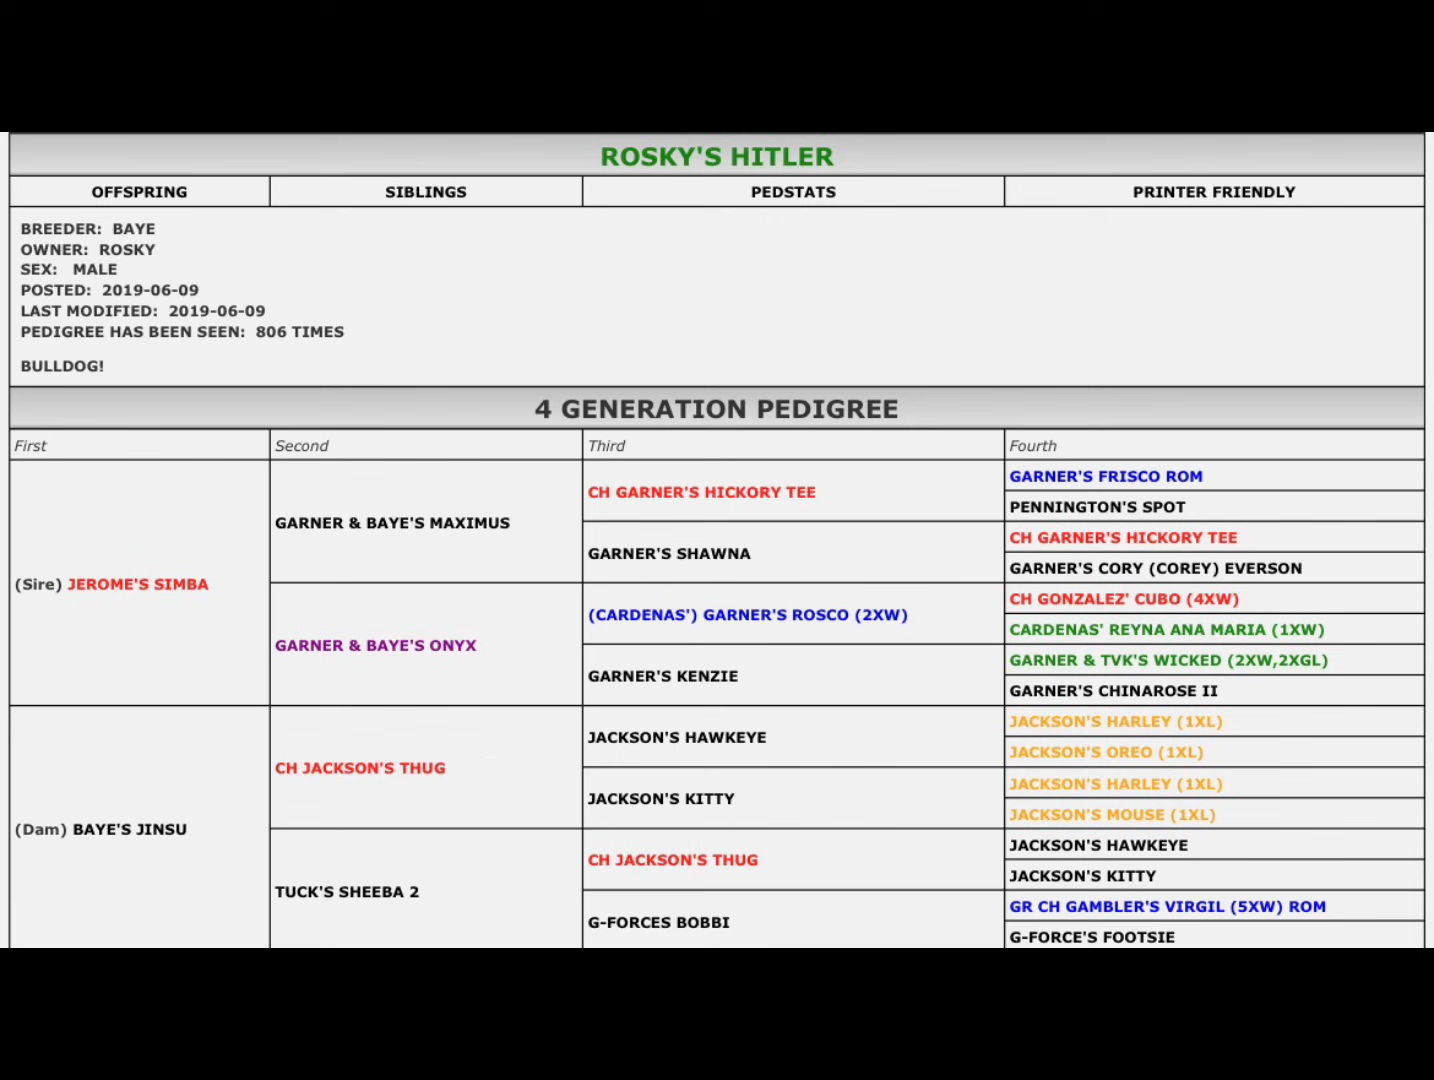 ROSKY'S HITLER
OFFSPRING SIBLINGS PEDSTATS PRINTER FRIENDLY
BREEDER: BAYE
OWNER: ROSKY
SEX: MALE
POSTED: 2019-06-09
LAST MODIFIED: 2019-06-09
PEDIGREE HAS BEEN SEEN: 806 TIMES
BULLDOG!
4 GENERATION PEDIGREE
First Second Third Fourth
(Sire) JEROME'S SIMBA
GARNER & BAYE'S MAXIMUS
CH GARNER'S HICKORY TEE
GARNER'S FRISCO ROM
PENNINGTON'S SPOT
GARNER'S SHAWNA
CH GARNER'S HICKORY TEE
GARNER'S CORY (COREY) EVERSON
GARNER & BAYE'S ONYX
(CARDENAS') GARNER'S ROSCO (2XW)
CH GONZALEZ' CUBO (4XW)
CARDENAS' REYNA ANA MARIA (1XW)
GARNER'S KENZIE
GARNER & TVK'S WICKED (2XW,2XGL)
GARNER'S CHINAROSE II
(Dam) BAYE'S JINSU
CH JACKSON'S THUG
JACKSON'S HAWKEYE
JACKSON'S HARLEY (1XL)
JACKSON'S OREO (1XL)
JACKSON'S KITTY
JACKSON'S HARLEY (1XL)
JACKSON'S MOUSE (1XL)
TUCK'S SHEEBA 2
CH JACKSON'S THUG
JACKSON'S HAWKEYE
JACKSON'S KITTY
G-FORCES BOBBI
GR CH GAMBLER'S VIRGIL (5XW) ROM
G-FORCE'S FOOTSIE